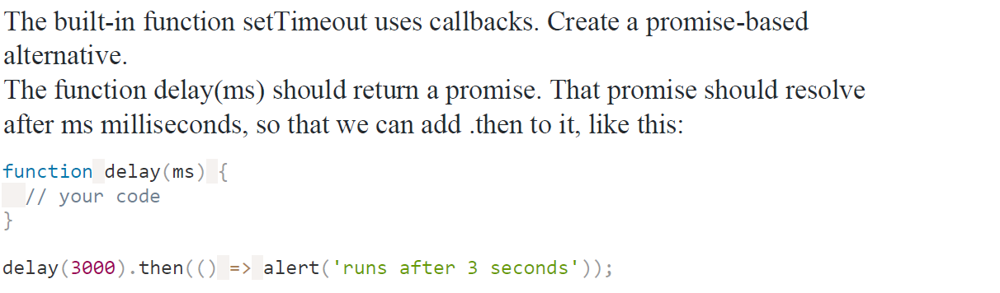 The built-in function setTimeout uses callbacks. Create a promise-based
alternative.
The function delay(ms) should return a promise. That promise should resolve
after ms milliseconds, so that we can add .then to it, like this:
function delay(ms) {
  // your code
}
delay(3000).then(() => alert('runs after 3 seconds'));